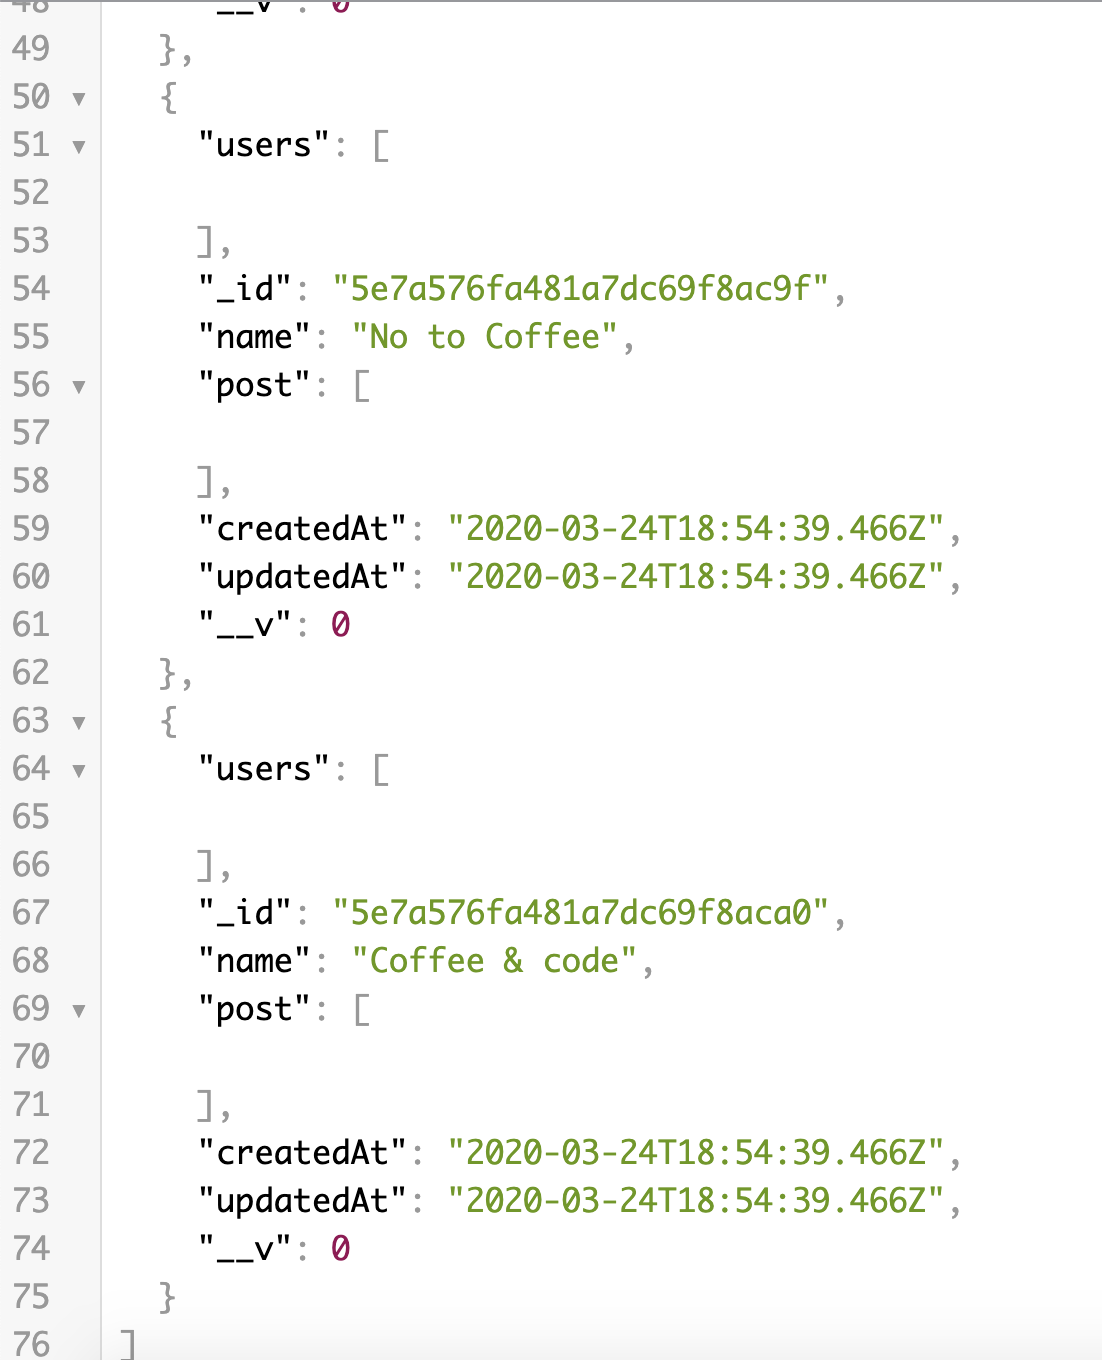 48 "__v": 0
49 },
50 ▼ {
51 ▼ "users": [
52
53 ],
54 "_id": "5e7a576fa481a7dc69f8ac9f",
55 "name": "No to Coffee",
56 ▼ "post": [
57
58 ],
59 "createdAt": "2020-03-24T18:54:39.466Z",
60 "updatedAt": "2020-03-24T18:54:39.466Z",
61 "__v": 0
62 },
63 ▼ {
64 ▼ "users": [
65
66 ],
67 "_id": "5e7a576fa481a7dc69f8aca0",
68 "name": "Coffee & code",
69 ▼ "post": [
70
71 ],
72 "createdAt": "2020-03-24T18:54:39.466Z",
73 "updatedAt": "2020-03-24T18:54:39.466Z",
74 "__v": 0
75 }
76 ]